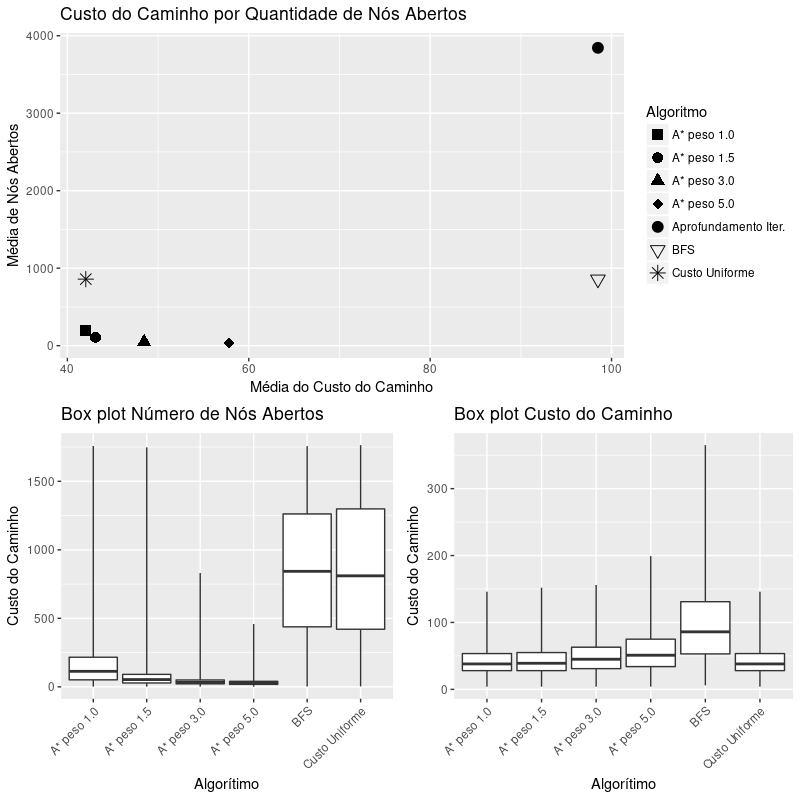 Custo do Caminho por Quantidade de Nós Abertos
Média de Nós Abertos
4000
3000
2000
1000
0
40
60
80
100
Média do Custo do Caminho
Algoritmo
A* peso 1.0
A* peso 1.5
A* peso 3.0
A* peso 5.0
Aprofundamento Iter.
BFS
Custo Uniforme
Box plot Número de Nós Abertos
Custo do Caminho
1500
1000
500
0
A* peso 1.0
A* peso 1.5
A* peso 3.0
A* peso 5.0
BFS
Custo Uniforme
Algorítimo
Box plot Custo do Caminho
Custo do Caminho
300
200
100
0
A* peso 1.0
A* peso 1.5
A* peso 3.0
A* peso 5.0
BFS
Custo Uniforme
Algorítimo